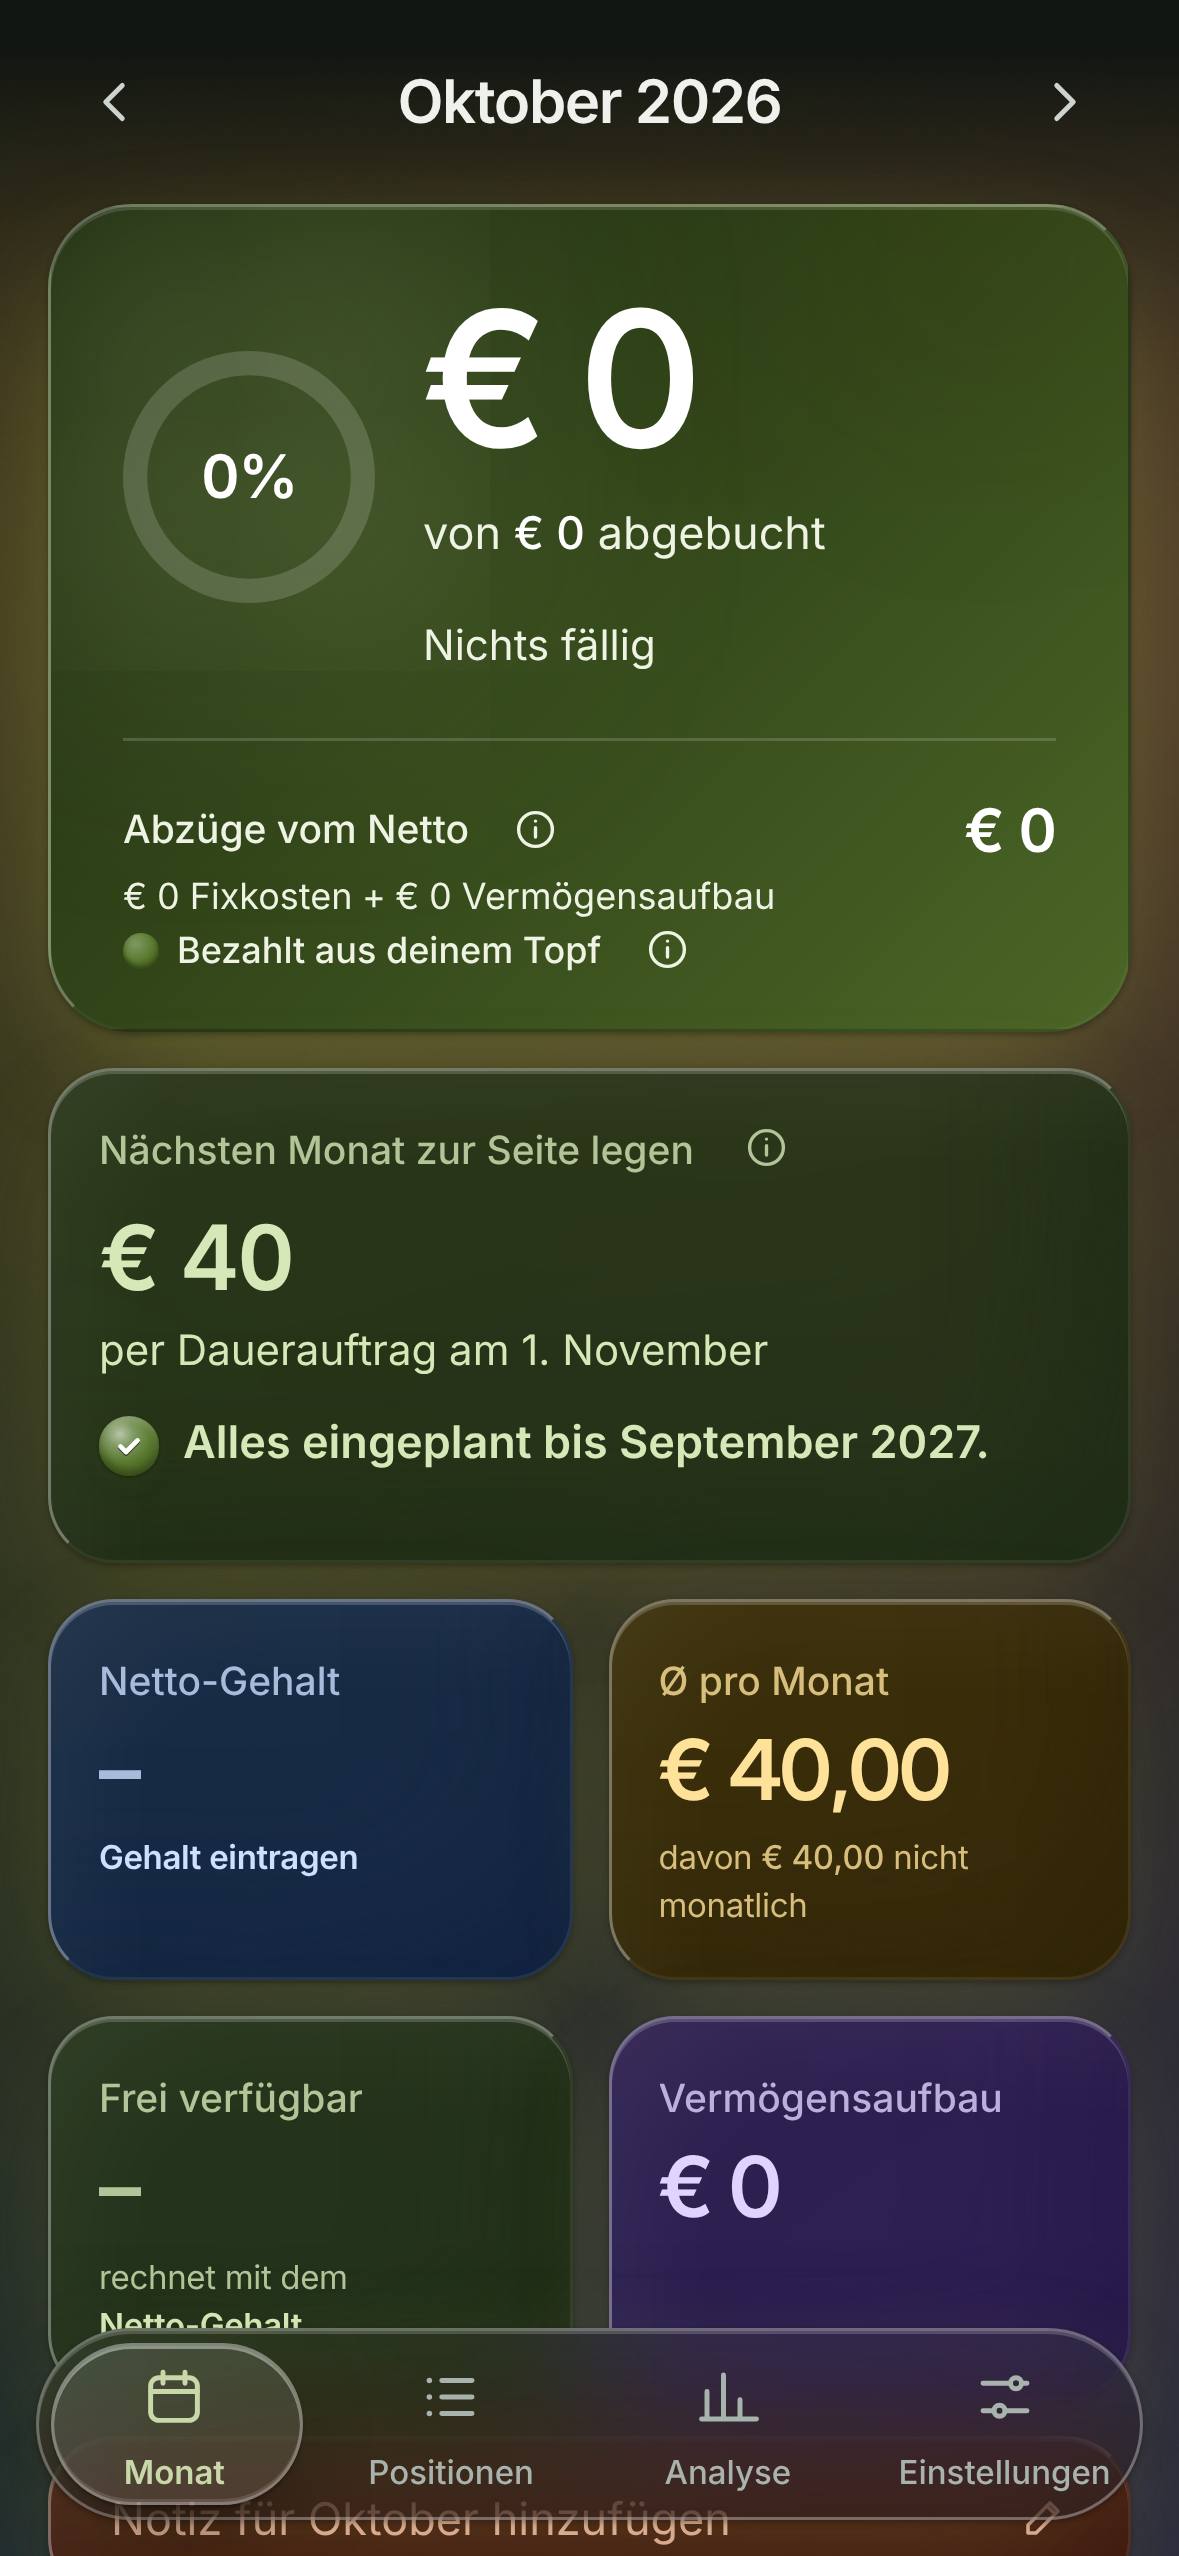 Oktober 2026
€ 0
0%
von € 0 abgebucht
Nichts fällig
Abzüge vom Netto
€ 0
€ 0 Fixkosten + € 0 Vermögensaufbau
Bezahlt aus deinem Topf
Nächsten Monat zur Seite legen
€ 40
per Dauerauftrag am 1. November
Alles eingeplant bis September 2027.
Netto-Gehalt
–
Gehalt eintragen
Ø pro Monat
€ 40,00
davon € 40,00 nicht
monatlich
Frei verfügbar
–
rechnet mit dem
Netto-Gehalt
Vermögensaufbau
€ 0
Monat
Positionen
Analyse
Einstellungen
Notiz für Oktober hinzufügen